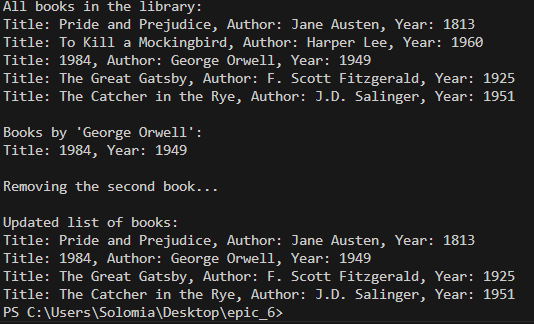 All books in the library:
Title: Pride and Prejudice, Author: Jane Austen, Year: 1813
Title: To Kill a Mockingbird, Author: Harper Lee, Year: 1960
Title: 1984, Author: George Orwell, Year: 1949
Title: The Great Gatsby, Author: F. Scott Fitzgerald, Year: 1925
Title: The Catcher in the Rye, Author: J.D. Salinger, Year: 1951
Books by 'George Orwell':
Title: 1984, Year: 1949
Removing the second book...
Updated list of books:
Title: Pride and Prejudice, Author: Jane Austen, Year: 1813
Title: 1984, Author: George Orwell, Year: 1949
Title: The Great Gatsby, Author: F. Scott Fitzgerald, Year: 1925
Title: The Catcher in the Rye, Author: J.D. Salinger, Year: 1951
PS C:\Users\Solomia\Desktop\epic_6>